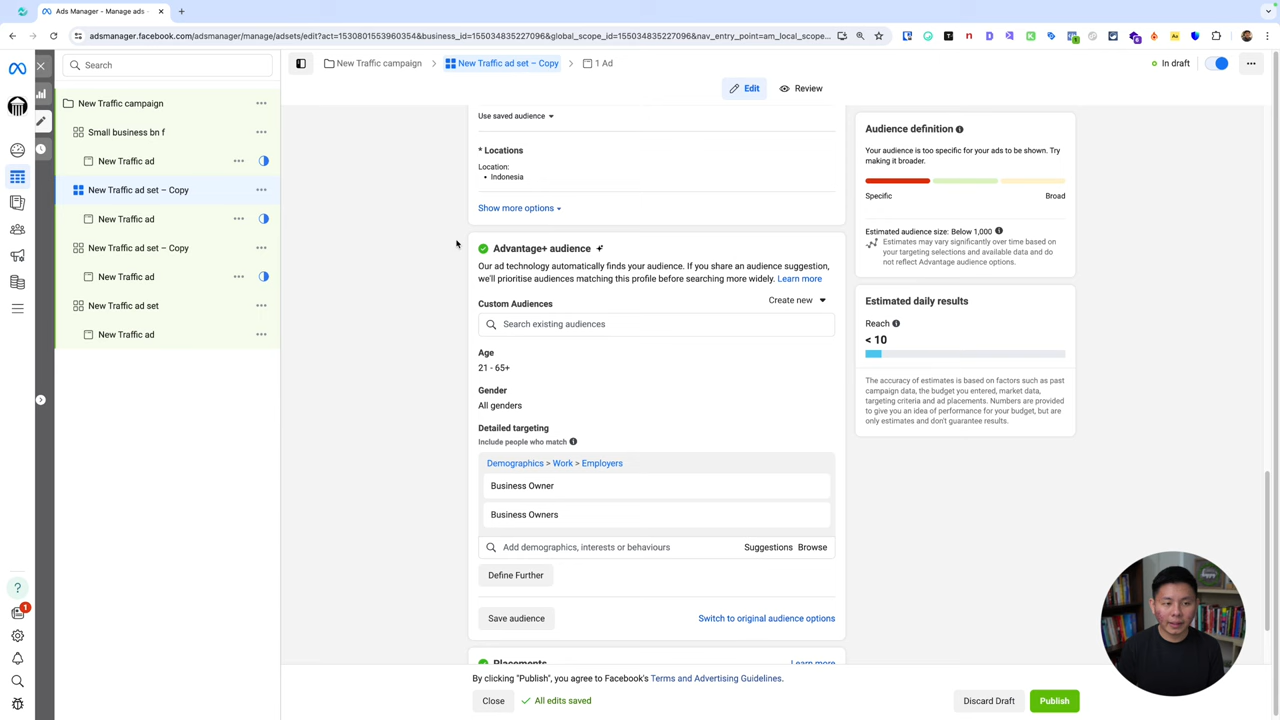 Ads Manager - Manage ads -
adsmanager.facebook.com/adsmanager/manage/adsets/edit?act=1530801553960354&business_id=155034835227096&global_scope_id=155034835227096&nav_entry_point=am_local_scope...
Search
New Traffic campaign
Small business bn f
New Traffic ad
New Traffic ad set – Copy
New Traffic ad
New Traffic ad set – Copy
New Traffic ad
New Traffic ad set
New Traffic ad
1
New Traffic campaign
New Traffic ad set – Copy
1 Ad
In draft
Edit
Review
Use saved audience
* Locations
Location:
• Indonesia
Show more options
Advantage+ audience
Our ad technology automatically finds your audience. If you share an audience suggestion,
we'll prioritise audiences matching this profile before searching more widely. Learn more
Custom Audiences
Create new
Search existing audiences
Age
21 - 65+
Gender
All genders
Detailed targeting
Include people who match
Demographics > Work > Employers
Business Owner
Business Owners
Add demographics, interests or behaviours
Suggestions
Browse
Define Further
Save audience
Switch to original audience options
Placements
Learn more
Audience definition
Your audience is too specific for your ads to be shown. Try
making it broader.
Specific
Broad
Estimated audience size: Below 1,000
Estimates may vary significantly over time based on
your targeting selections and available data and do
not reflect Advantage audience options.
Estimated daily results
Reach
< 10
The accuracy of estimates is based on factors such as past
campaign data, the budget you entered, market data,
targeting criteria and ad placements. Numbers are provided
to give you an idea of performance for your budget, but are
only estimates and don't guarantee results.
By clicking "Publish", you agree to Facebook's Terms and Advertising Guidelines.
Close
All edits saved
Discard Draft
Publish